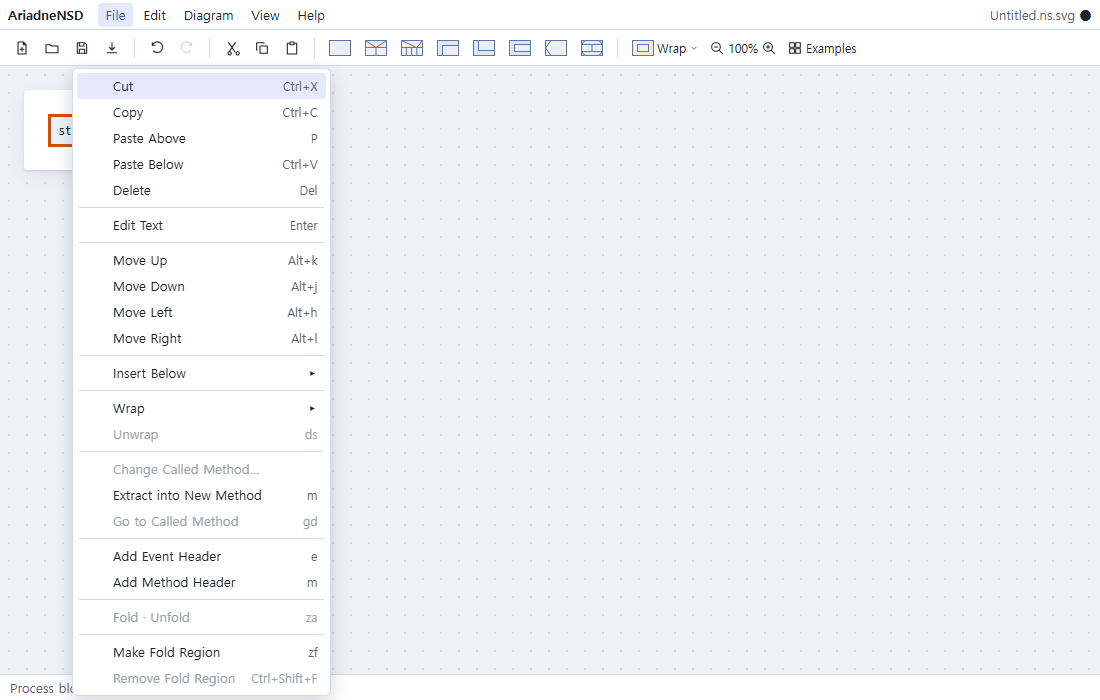 AriadneNSD File Edit Diagram View Help Untitled.ns.svg
Wrap 100% Examples
Cut Ctrl+X
st
Copy Ctrl+C
Paste Above P
Paste Below Ctrl+V
Delete Del
Edit Text Enter
Move Up Alt+k
Move Down Alt+j
Move Left Alt+h
Move Right Alt+l
Insert Below
Wrap
Unwrap ds
Change Called Method...
Extract into New Method m
Go to Called Method gd
Add Event Header e
Add Method Header m
Fold · Unfold za
Make Fold Region zf
Remove Fold Region Ctrl+Shift+F
Process blo